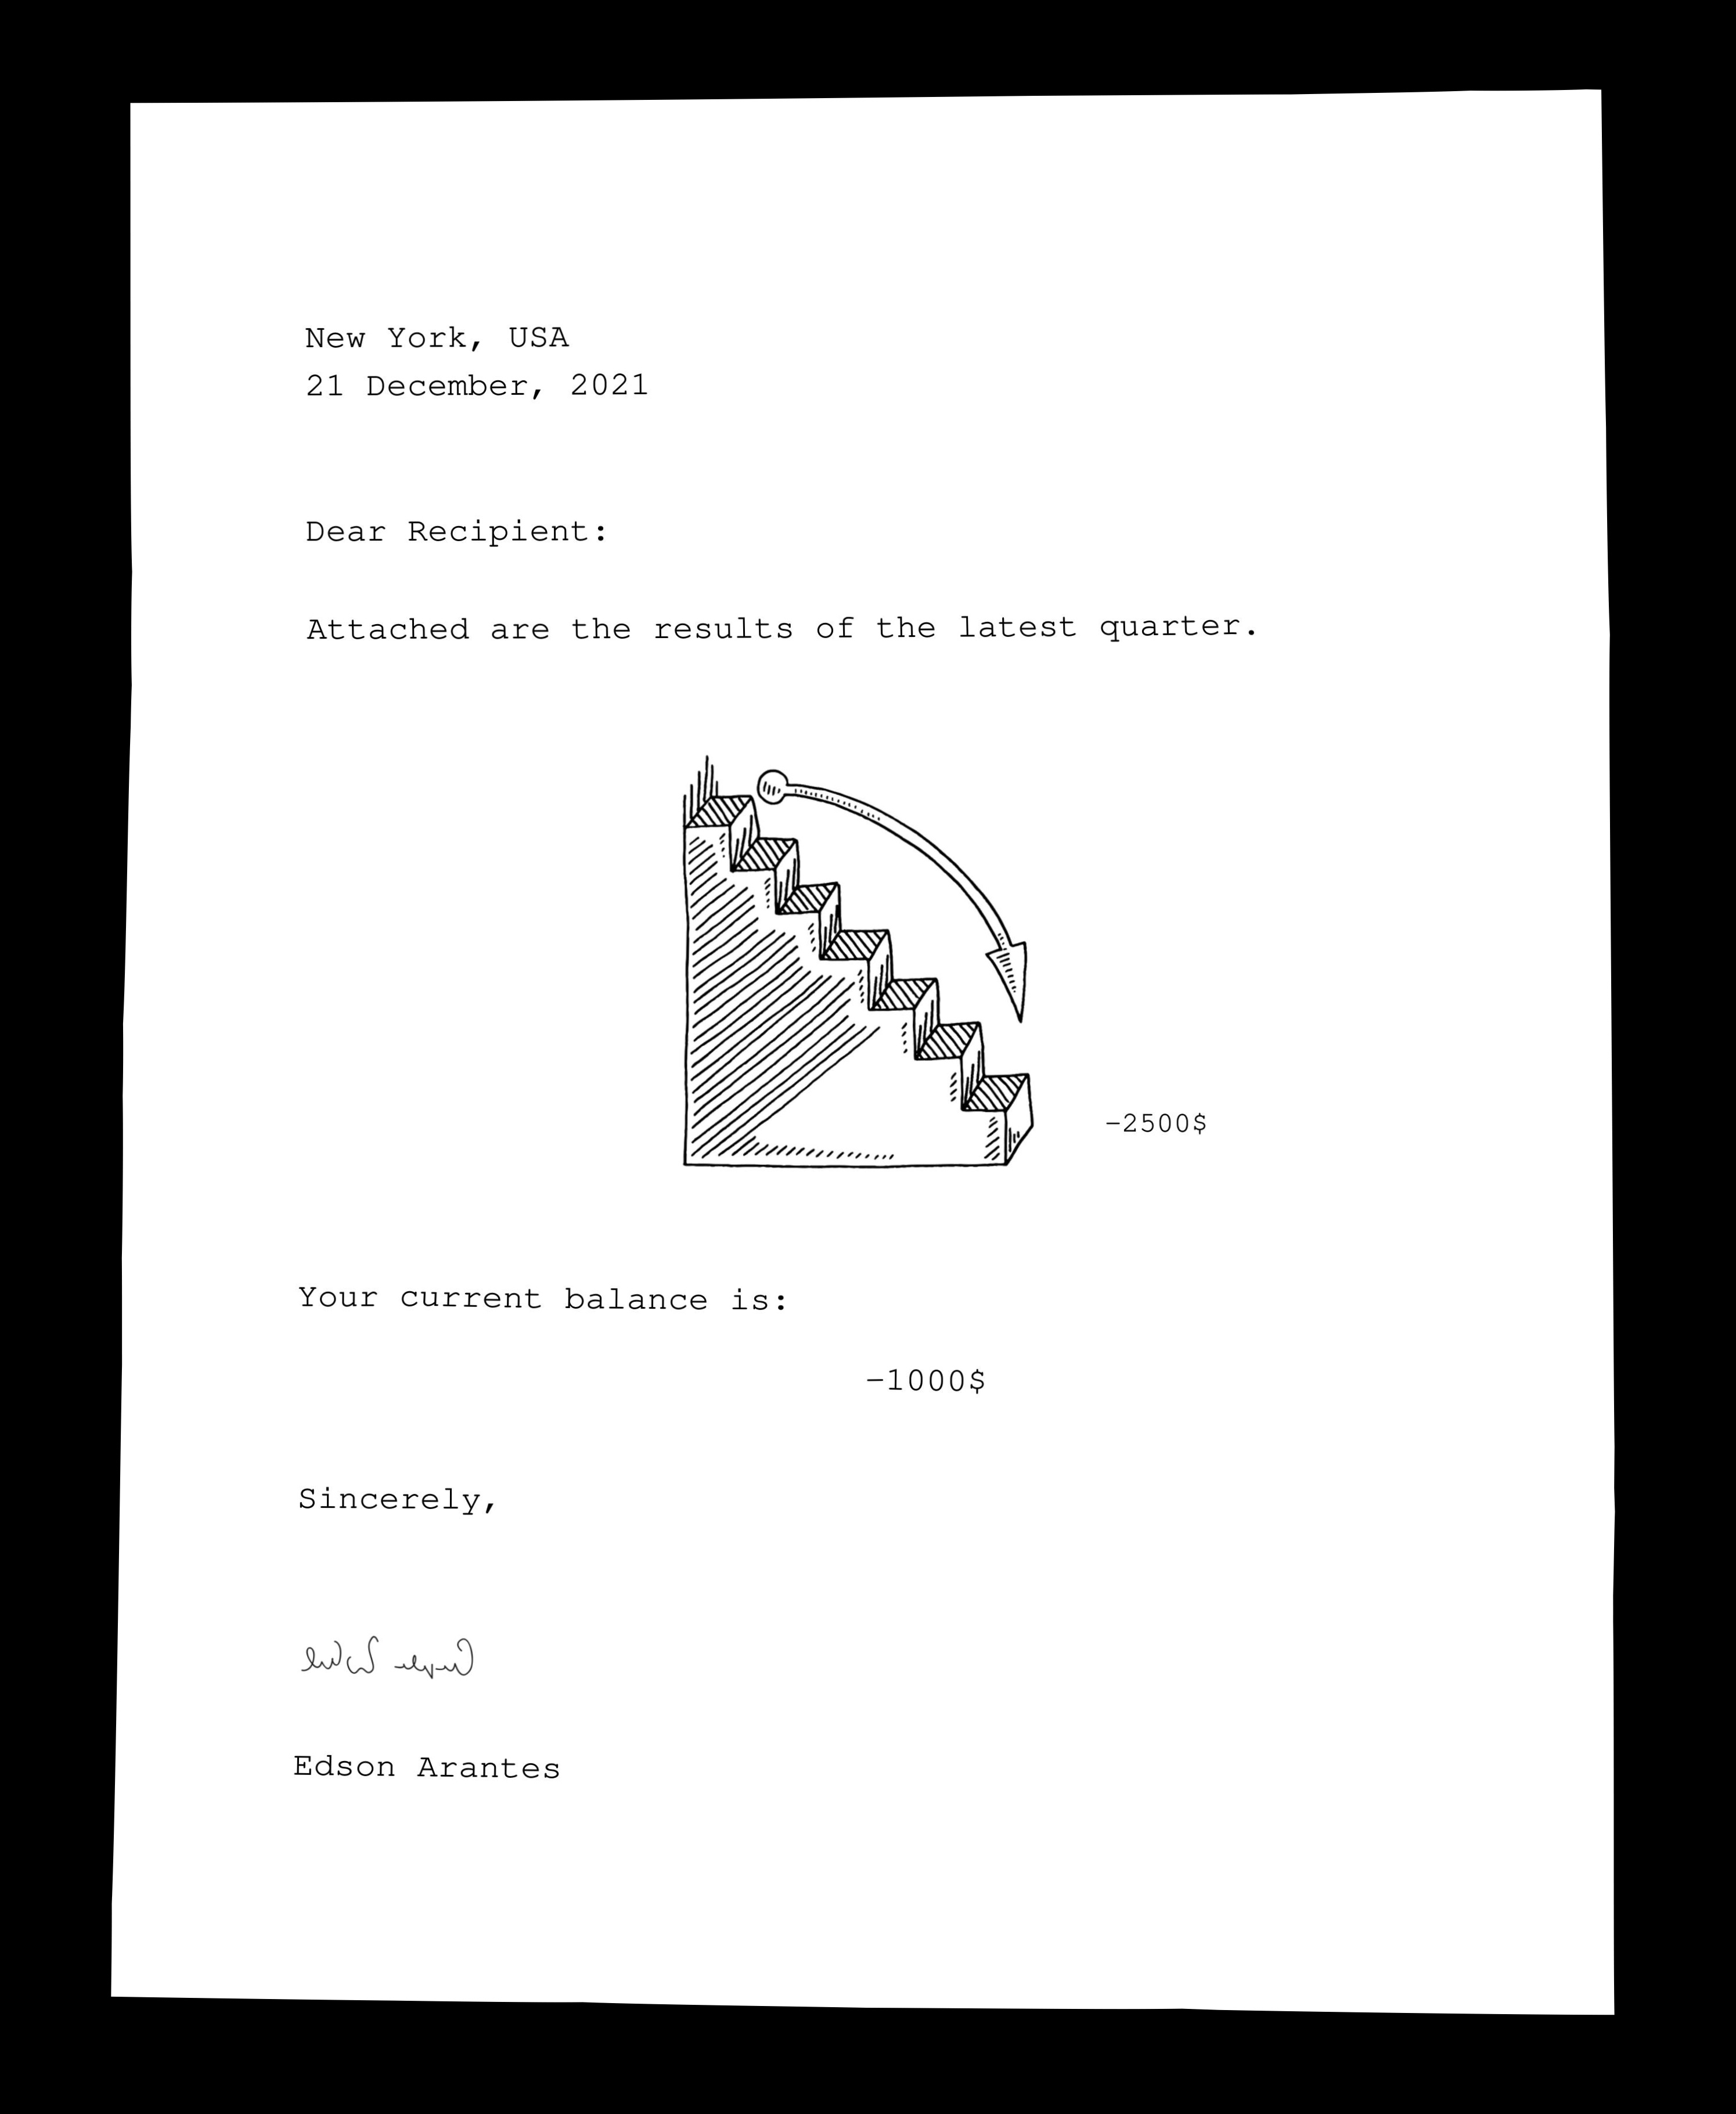 New York, USA
21 December, 2021
Dear Recipient:
Attached are the results of the latest quarter.
-2500$
Your current balance is:
-1000$
Sincerely,
Edson Arantes